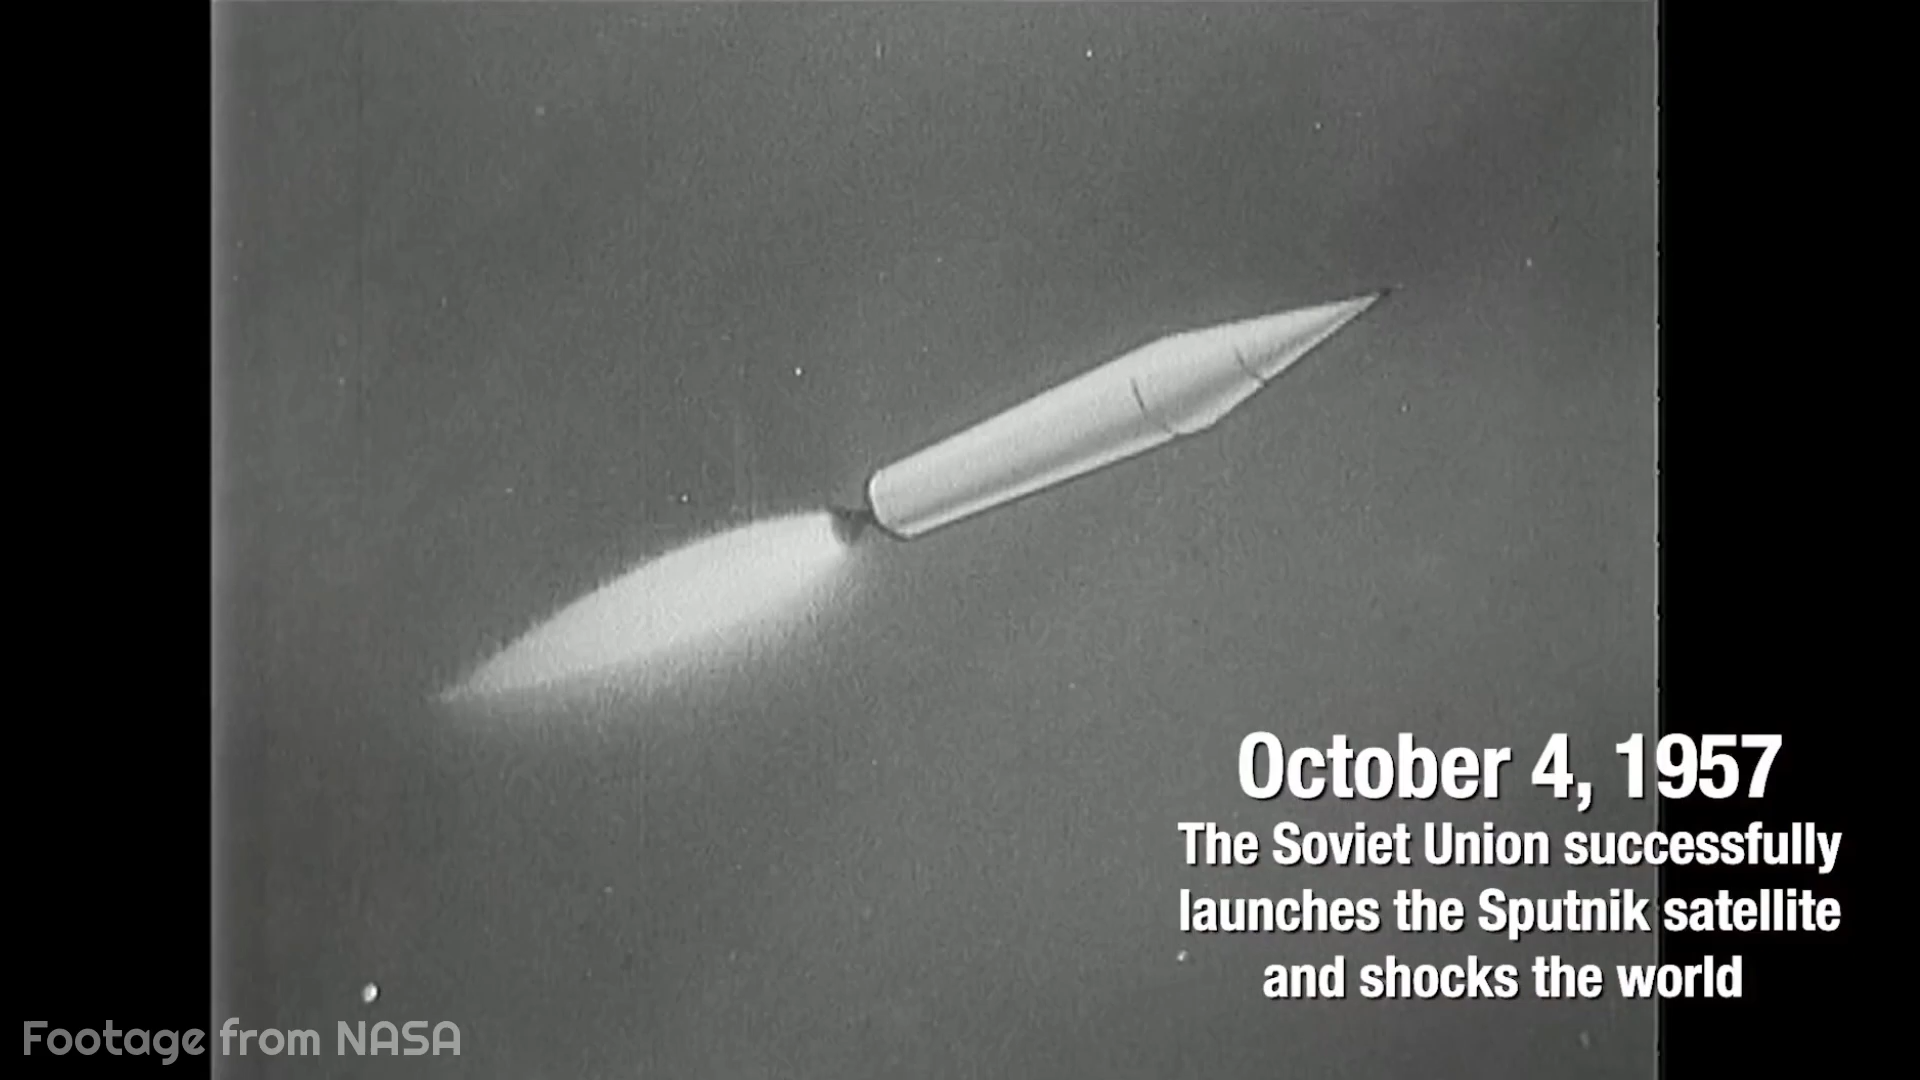 October 4, 1957
The Soviet Union successfully
launches the Sputnik satellite
and shocks the world
Footage from NASA